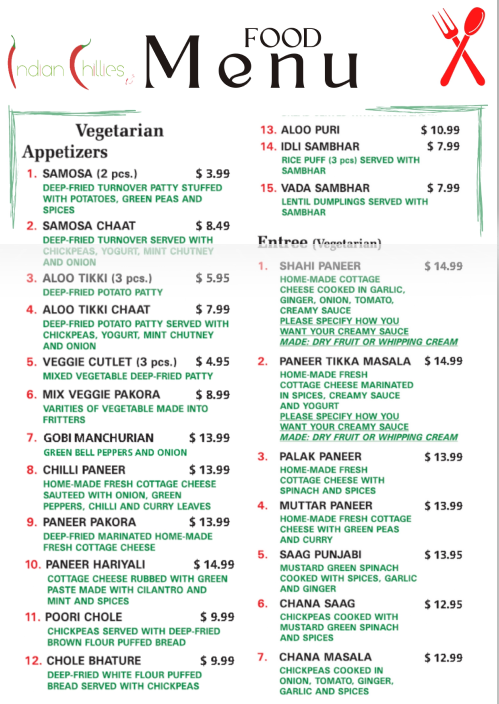 Indian Chillies
FOOD
Menu
Vegetarian
Appetizers
1. SAMOSA (2 pcs.) $ 3.99
DEEP-FRIED TURNOVER PATTY STUFFED
WITH POTATOES, GREEN PEAS AND
SPICES
2. SAMOSA CHAAT $ 8.49
DEEP-FRIED TURNOVER SERVED WITH
CHICKPEAS, YOGURT, MINT CHUTNEY
AND ONION
3. ALOO TIKKI (3 pcs.) $ 5.95
DEEP-FRIED POTATO PATTY
4. ALOO TIKKI CHAAT $ 7.99
DEEP-FRIED POTATO PATTY SERVED WITH
CHICKPEAS, YOGURT, MINT CHUTNEY
AND ONION
5. VEGGIE CUTLET (3 pc.) $ 4.95
MIXED VEGETABLE DEEP-FRIED PATTY
6. MIX VEGGIE PAKORA $ 8.99
VARITIES OF VEGETABLE MADE INTO
FRITTERS
7. GOBI MANCHURIAN $ 13.99
GREEN BELL PEPPERS AND ONION
8. CHILLI PANEER $ 13.99
HOME-MADE FRESH COTTAGE CHEESE
SAUTEED WITH ONION, GREEN
PEPPERS, CHILLI AND CURRY LEAVES
9. PANEER PAKORA $ 13.99
DEEP-FRIED MARINATED HOME-MADE
FRESH COTTAGE CHEESE
10. PANEER HARIYALI $ 14.99
COTTAGE CHEESE RUBBED WITH GREEN
PASTE MADE WITH CILANTRO AND
MINT AND SPICES
11. POORI CHOLE $ 9.99
CHICKPEAS SERVED WITH DEEP-FRIED
BROWN FLOUR PUFFED BREAD
12. CHOLE BHATURE $ 9.99
DEEP-FRIED WHITE FLOUR PUFFED
BREAD SERVED WITH CHICKPEAS
13. ALOO PURI $ 10.99
14. IDLI SAMBHAR $ 7.99
RICE PUFF (3 pcs) SERVED WITH
SAMBHAR
15. VADA SAMBHAR $ 7.99
LENTIL DUMPLINGS SERVED WITH
SAMBHAR
Entree (Vegetarian)
1. SHAHI PANEER $ 14.99
HOME-MADE COTTAGE
CHEESE COOKED IN GARLIC,
GINGER, ONION, TOMATO,
CREAMY SAUCE
PLEASE SPECIFY HOW YOU
WANT YOUR CREAMY SAUCE
MADE: DRY FRUIT OR WHIPPING CREAM
2. PANEER TIKKA MASALA $ 14.99
HOME-MADE FRESH
COTTAGE CHEESE MARINATED
IN SPICES, CREAMY SAUCE
AND YOGURT
PLEASE SPECIFY HOW YOU
WANT YOUR CREAMY SAUCE
MADE: DRY FRUIT OR WHIPPING CREAM
3. PALAK PANEER $ 13.99
HOME-MADE FRESH
COTTAGE CHEESE WITH
SPINACH AND SPICES
4. MUTTAR PANEER $ 13.99
HOME-MADE FRESH COTTAGE
CHEESE WITH GREEN PEAS
AND CURRY
5. SAAG PUNJABI $ 13.95
MUSTARD GREEN SPINACH
COOKED WITH SPICES, GARLIC
AND GINGER
6. CHANA SAAG $ 12.95
CHICKPEAS COOKED WITH
MUSTARD GREEN SPINACH
AND SPICES
7. CHANA MASALA $ 12.99
CHICKPEAS COOKED IN
ONION, TOMATO, GINGER,
GARLIC AND SPICES